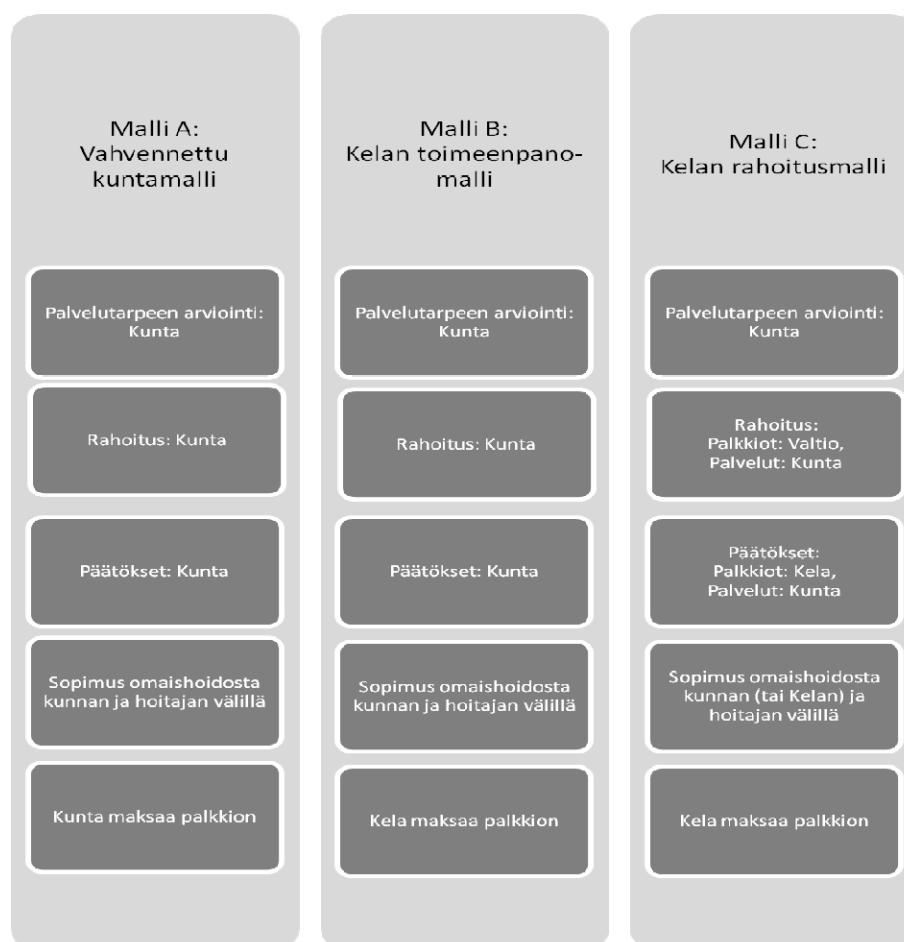 Malli A:
Vahvennettu
kuntamalli
Palvelutarpeen arviointi:
Kunta
Rahoitus: Kunta
Päätökset: Kunta
Sopimus omaishoidosta
kunnan ja hoitajan välillä
Kunta maksaa palkkion
Malli B:
Kelan toimeenpano-
malli
Palvelutarpeen arviointi:
Kunta
Rahoitus: Kunta
Päätökset: Kunta
Sopimus omaishoidosta
kunnan ja hoitajan välillä
Kela maksaa palkkion
Malli C:
Kelan rahoitusmalli
Palvelutarpeen arviointi:
Kunta
Rahoitus:
Palkkiot: Valtio,
Palvelut: Kunta
Päätökset:
Palkkiot: Kela,
Palvelut: Kunta
Sopimus omaishoidosta
kunnan (tai Kelan) ja
hoitajan välillä
Kela maksaa palkkion